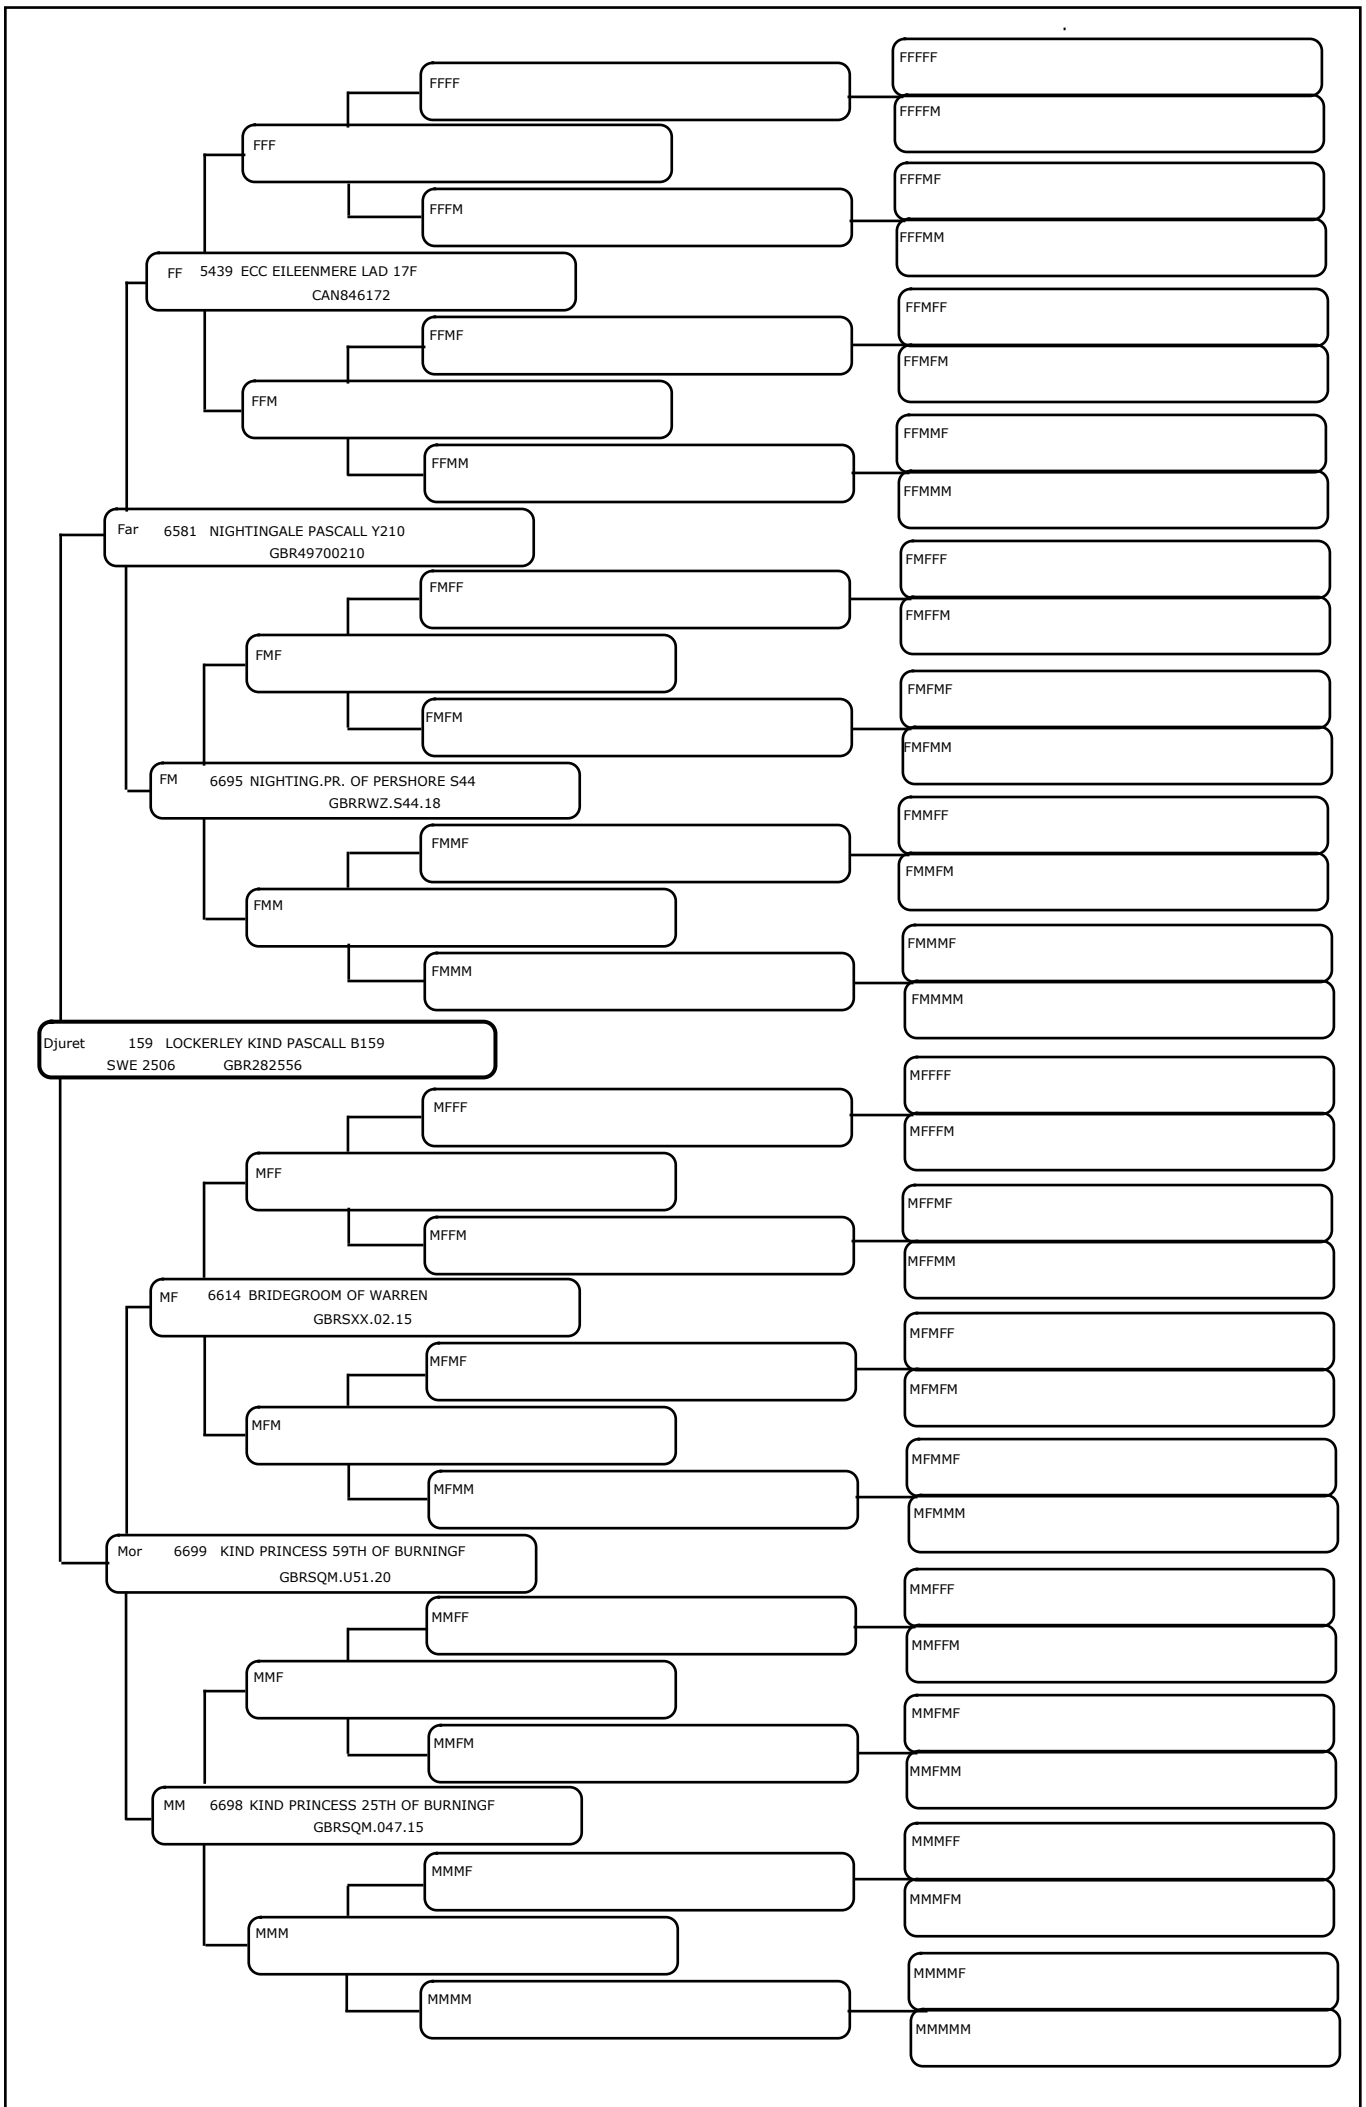 FFFFF
FFFF
FFFFM
FFF
FFFMF
FFFM
FFFMM
FF 5439 ECC EILEENMERE LAD 17F
CAN846172
FFMFF
FFMF
FFMFM
FFM
FFMMF
FFMM
FFMMM
Far 6581 NIGHTINGALE PASCALL Y210
GBR49700210
FMFFF
FMFF
FMFFM
FMF
FMFMF
FMFM
FMFMM
FM 6695 NIGHTING.PR. OF PERSHORE S44
GBRRWZ.S44.18
FMMFF
FMMF
FMMFM
FMM
FMMMF
FMMM
FMMMM
Djuret 159 LOCKERLEY KIND PASCALL B159
SWE 2506 GBR282556
MFFFF
MFFF
MFFFM
MFF
MFFMF
MFFM
MFFMM
MF 6614 BRIDEGROOM OF WARREN
GBRSXX.02.15
MFMFF
MFMF
MFMFM
MFM
MFMMF
MFMM
MFMMM
Mor 6699 KIND PRINCESS 59TH OF BURNINGF
GBRSQM.U51.20
MMFFF
MMFF
MMFFM
MMF
MMFMF
MMFM
MMFMM
MM 6698 KIND PRINCESS 25TH OF BURNINGF
GBRSQM.047.15
MMMFF
MMMF
MMMFM
MMM
MMMMF
MMMM
MMMMM